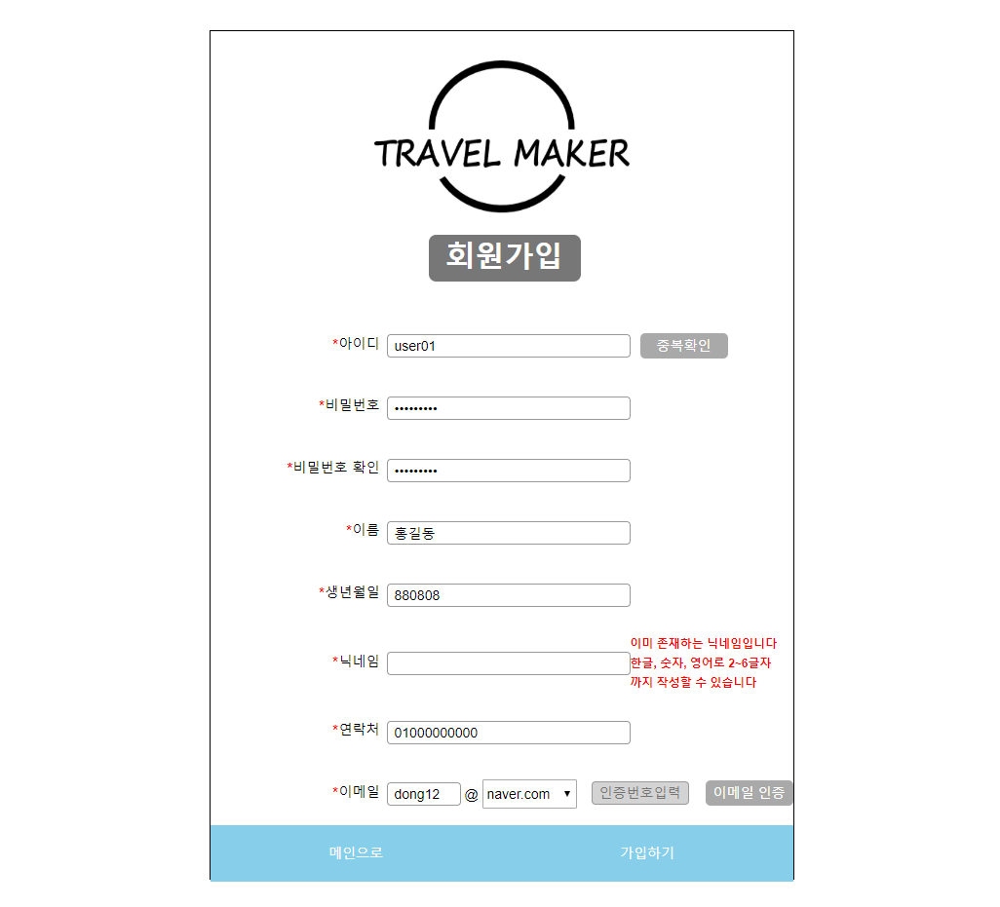 TRAVEL MAKER
회원가입
*아이디 user01 중복확인
*비밀번호 •••••••••
*비밀번호 확인 •••••••••
*이름 홍길동
*생년월일 880808
이미 존재하는 닉네임입니다
*닉네임 한글, 숫자, 영어로 2~6글자
까지 작성할 수 있습니다
*연락처 01000000000
*이메일 dong12 @ naver.com ▼ 인증번호입력 이메일 인증
메인으로 가입하기